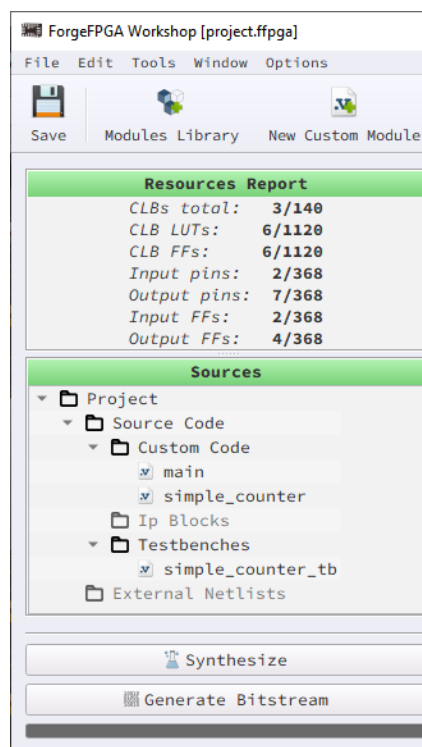 ForgeFPGA Workshop [project.ffpga]
File Edit Tools Window Options
Save Modules Library New Custom Module
Resources Report
CLBs total: 3/140
CLB LUTs: 6/1120
CLB FFs: 6/1120
Input pins: 2/368
Output pins: 7/368
Input FFs: 2/368
Output FFs: 4/368
Sources
Project
Source Code
Custom Code
main
simple_counter
Ip Blocks
Testbenches
simple_counter_tb
External Netlists
Synthesize
Generate Bitstream